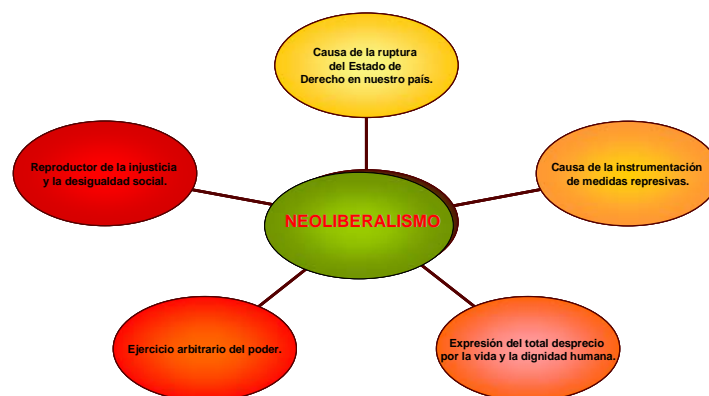 Causa de la ruptura
del Estado de
Derecho en nuestro país.
Reproductor de la injusticia
y la desigualdad social.
Causa de la instrumentación
de medidas represivas.
NEOLIBERALISMO
Ejercicio arbitrario del poder.
Expresión del total desprecio
por la vida y la dignidad humana.